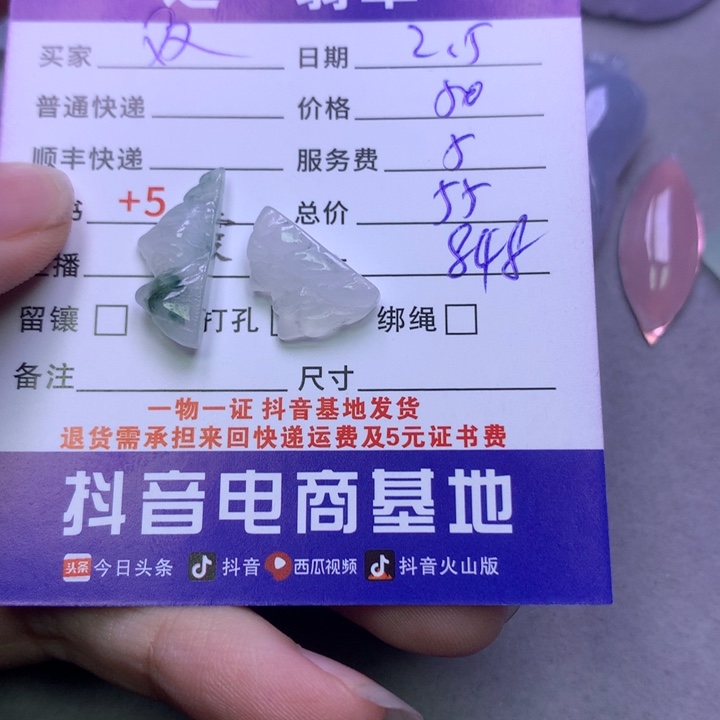 买家 日期 2.5
普通快递 价格 50
顺丰快递 服务费 5
书 +5 总价 55
播 848
留镶 打孔 绑绳
备注 尺寸
一物一证 抖音基地发货
退货需承担来回快递运费及5元证书费
抖音电商基地
头条 今日头条 抖音 西瓜视频 抖音火山版